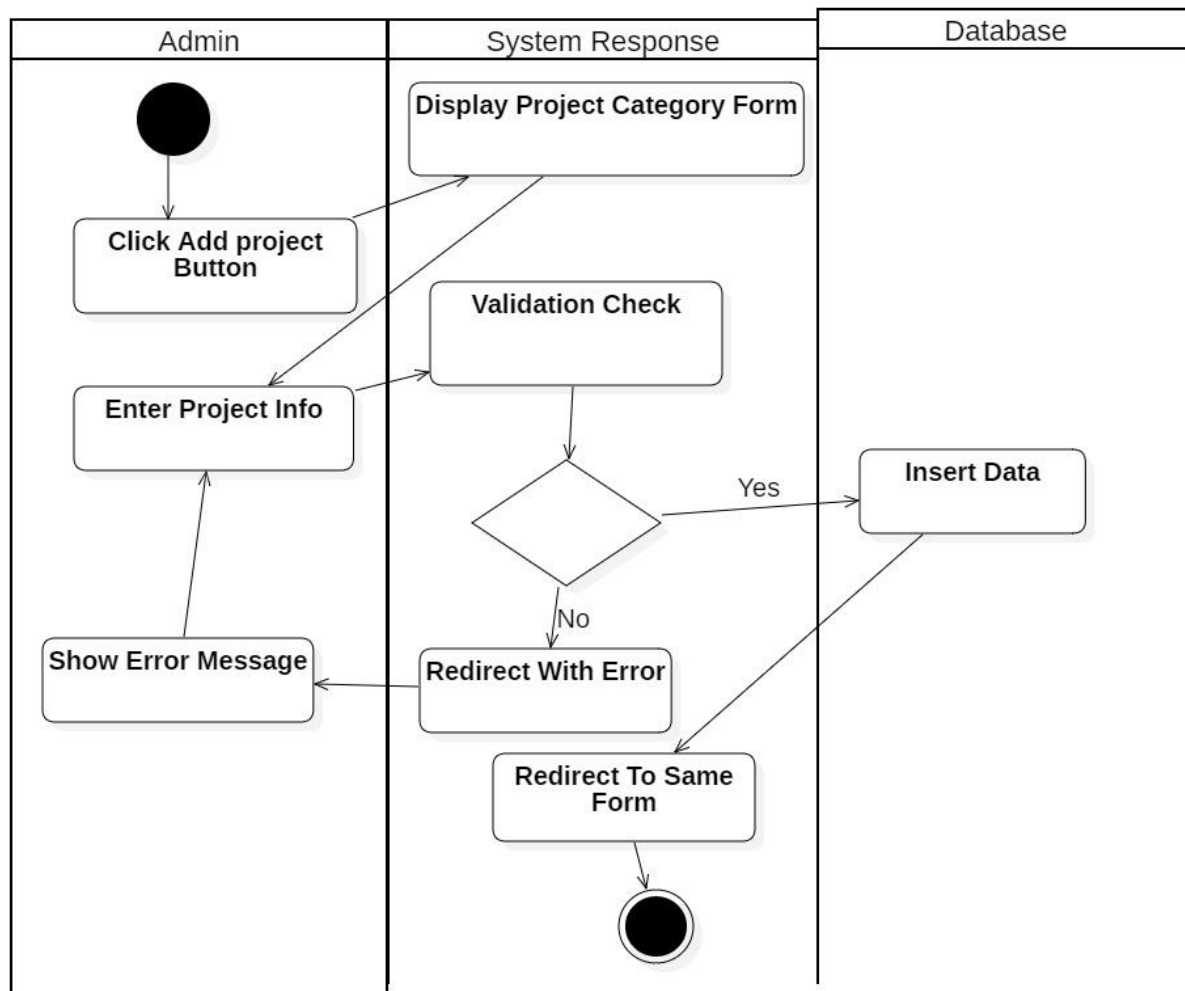 Admin
System Response
Database
Display Project Category Form
Click Add project
Button
Validation Check
Enter Project Info
Yes
Insert Data
No
Show Error Message
Redirect With Error
Redirect To Same
Form